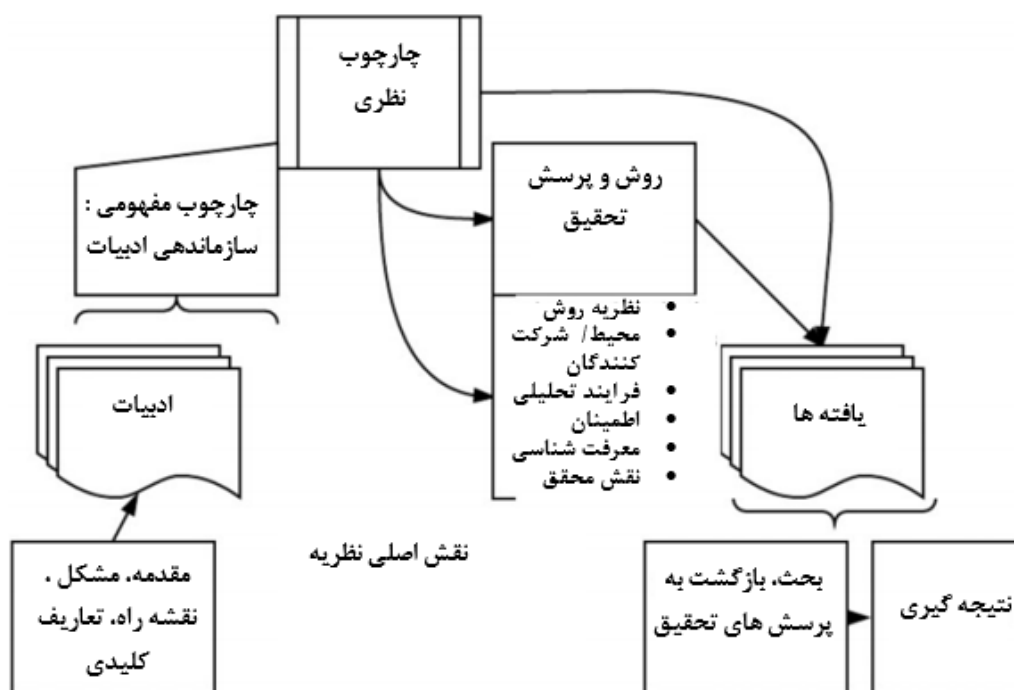 چارچوب
نظری
چارچوب مفهومی :
سازماندهی ادبیات
روش و پرسش
تحقیق
• نظریه روش
• محیط/ شرکت
کنندگان
• فرایند تحلیلی
• اطمینان
• معرفت شناسی
• نقش محقق
ادبیات
یافته ها
نقش اصلی نظریه
مقدمه، مشکل ،
نقشه راه، تعاریف
کلیدی
بحث، بازگشت به
پرسش های تحقیق
نتیجه گیری